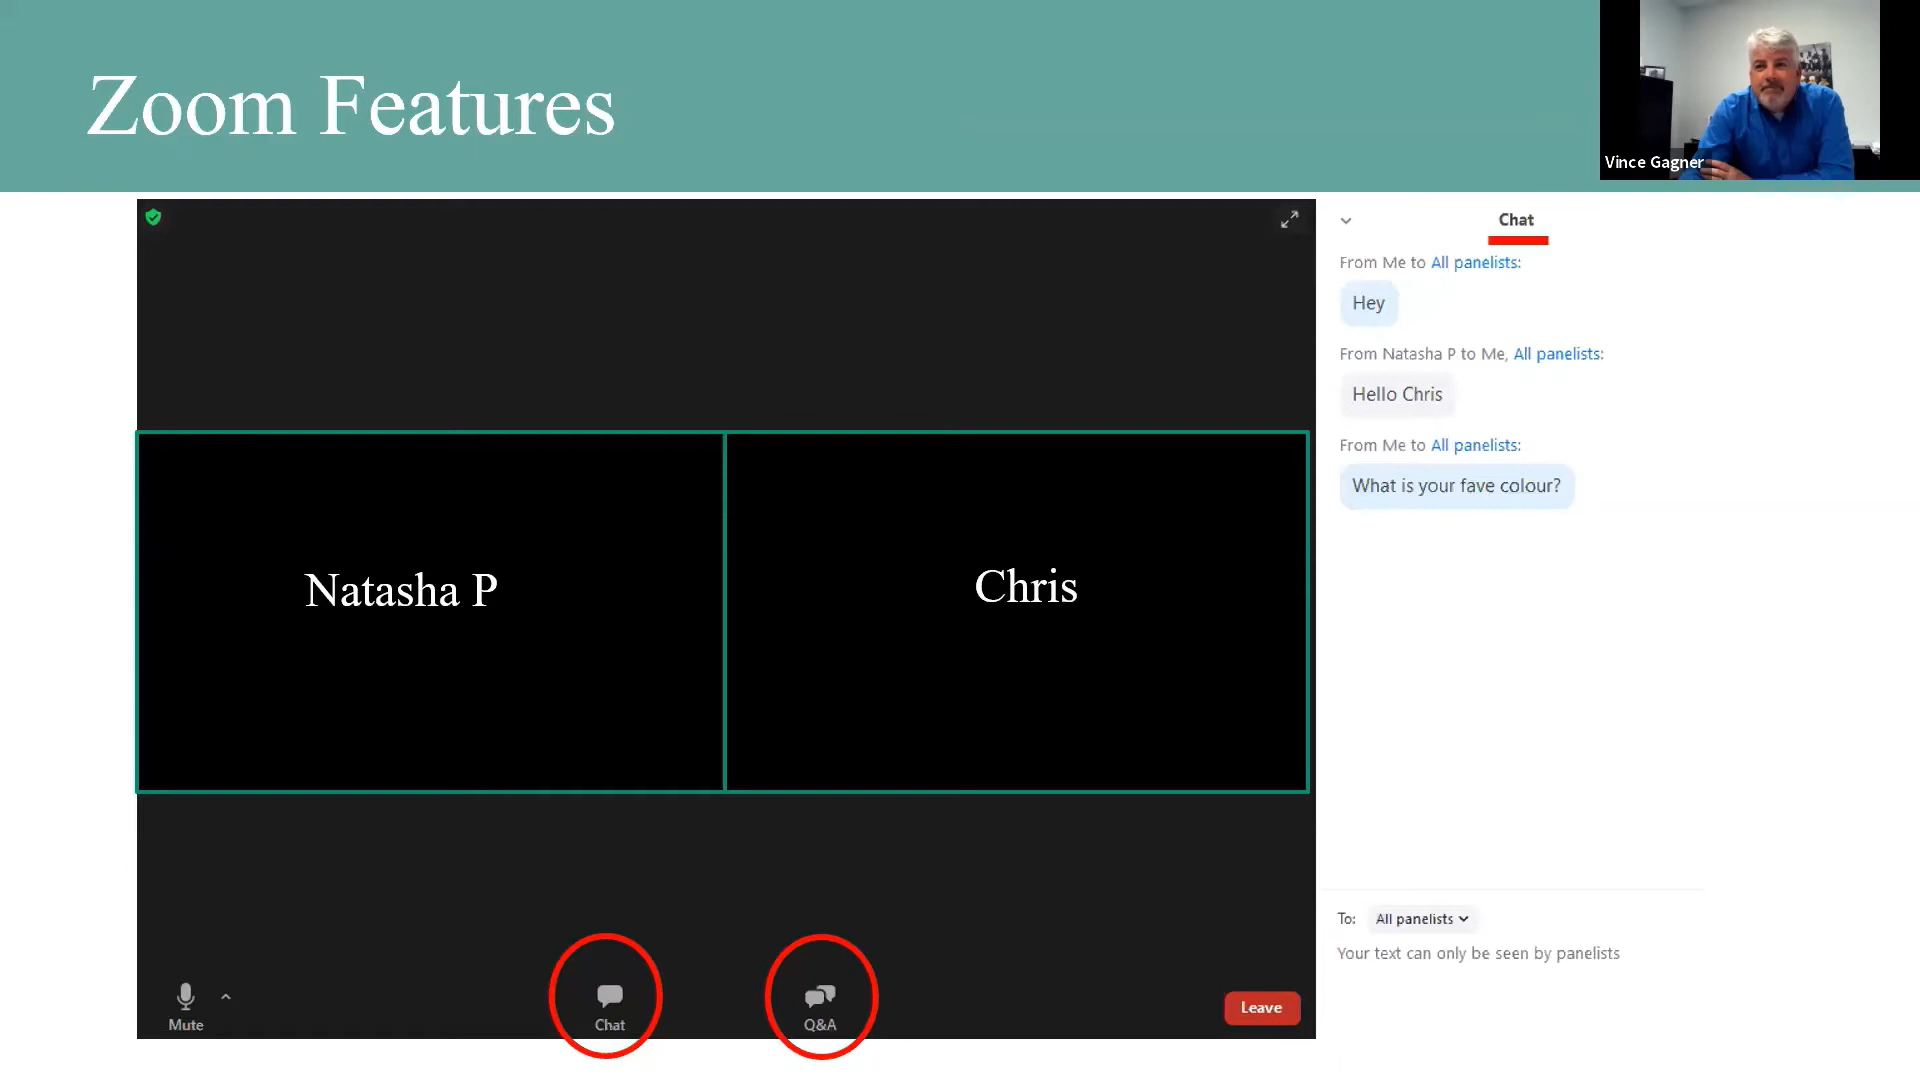 Zoom Features
Vince Gagner
Chat
From Me to All panelists:
Hey
From Natasha P to Me, All panelists:
Hello Chris
From Me to All panelists:
What is your fave colour?
Natasha P
Chris
To: All panelists
Your text can only be seen by panelists
Mute
Chat
Q&A
Leave